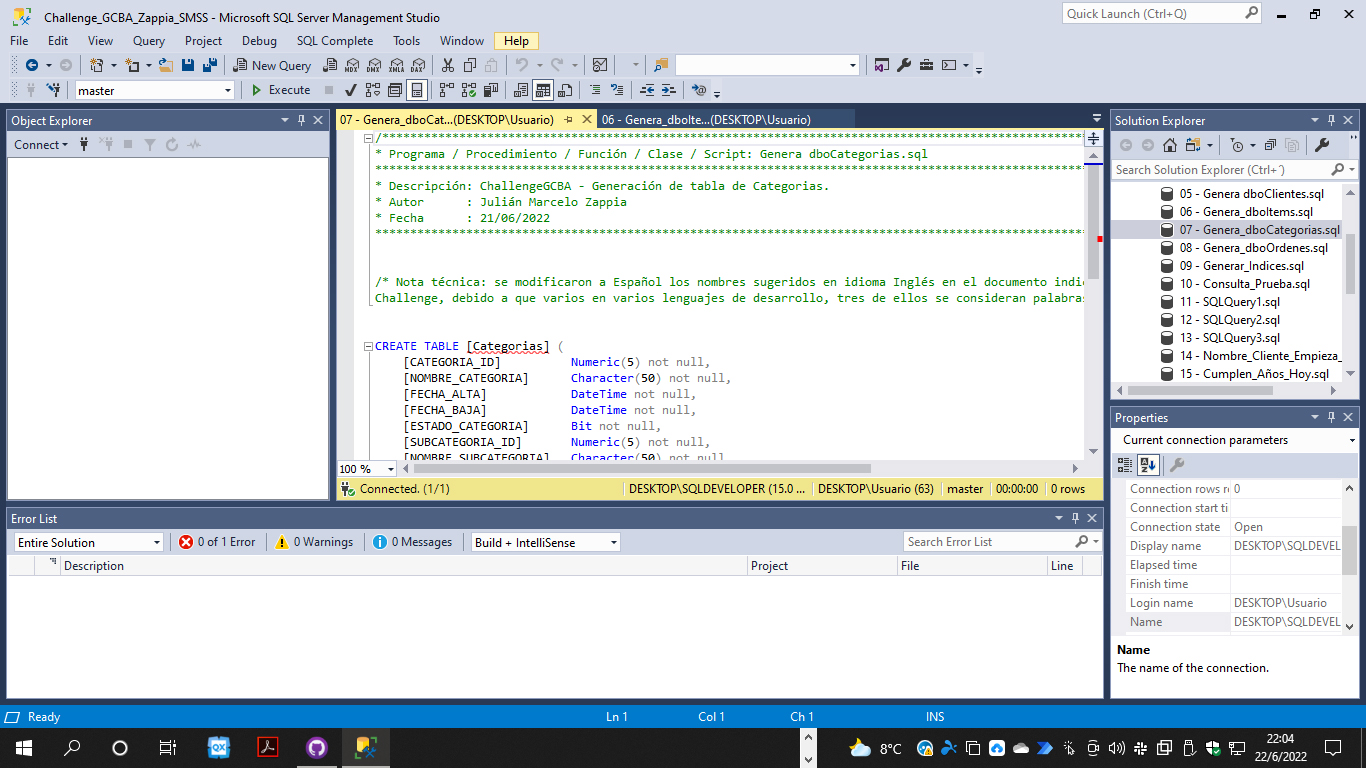 Challenge_GCBA_Zappia_SMSS - Microsoft SQL Server Management Studio
Quick Launch (Ctrl+Q)
File Edit View Query Project Debug SQL Complete Tools Window Help
New Query MDX DMX XMLA DAX
master Execute
Object Explorer
Connect
07 - Genera_dboCat...(DESKTOP\Usuario) 06 - Genera_dboIte...(DESKTOP\Usuario)
/************************************************************************************************
* Programa / Procedimiento / Función / Clase / Script: Genera dboCategorias.sql
*************************************************************************************************
* Descripción: ChallengeGCBA - Generación de tabla de Categorias.
* Autor : Julián Marcelo Zappia
* Fecha : 21/06/2022
*************************************************************************************************
/* Nota técnica: se modificaron a Español los nombres sugeridos en idioma Inglés en el documento indi
Challenge, debido a que varios en varios lenguajes de desarrollo, tres de ellos se consideran palabras
CREATE TABLE [Categorias] (
[CATEGORIA_ID] Numeric(5) not null,
[NOMBRE_CATEGORIA] Character(50) not null,
[FECHA_ALTA] DateTime not null,
[FECHA_BAJA] DateTime not null,
[ESTADO_CATEGORIA] Bit not null,
[SUBCATEGORIA_ID] Numeric(5) not null,
[NOMBRE_SUBCATEGORIA] Character(50) not null
100 %
Connected. (1/1) DESKTOP\SQLDEVELOPER (15.0 ... DESKTOP\Usuario (63) master 00:00:00 0 rows
Solution Explorer
Search Solution Explorer (Ctrl+´)
05 - Genera dboClientes.sql
06 - Genera_dboItems.sql
07 - Genera_dboCategorias.sql
08 - Genera_dboOrdenes.sql
09 - Generar_Indices.sql
10 - Consulta_Prueba.sql
11 - SQLQuery1.sql
12 - SQLQuery2.sql
13 - SQLQuery3.sql
14 - Nombre_Cliente_Empieza_
15 - Cumplen_Años_Hoy.sql
Properties
Current connection parameters
Connection rows r 0
Connection start ti
Connection state Open
Display name DESKTOP\SQLDEVEL
Elapsed time
Finish time
Login name DESKTOP\Usuario
Name DESKTOP\SQLDEVEL
Name
The name of the connection.
Error List
Entire Solution 0 of 1 Error 0 Warnings 0 Messages Build + IntelliSense Search Error List
Description Project File Line
Ready Ln 1 Col 1 Ch 1 INS
QX 8°C 22:04
22/6/2022